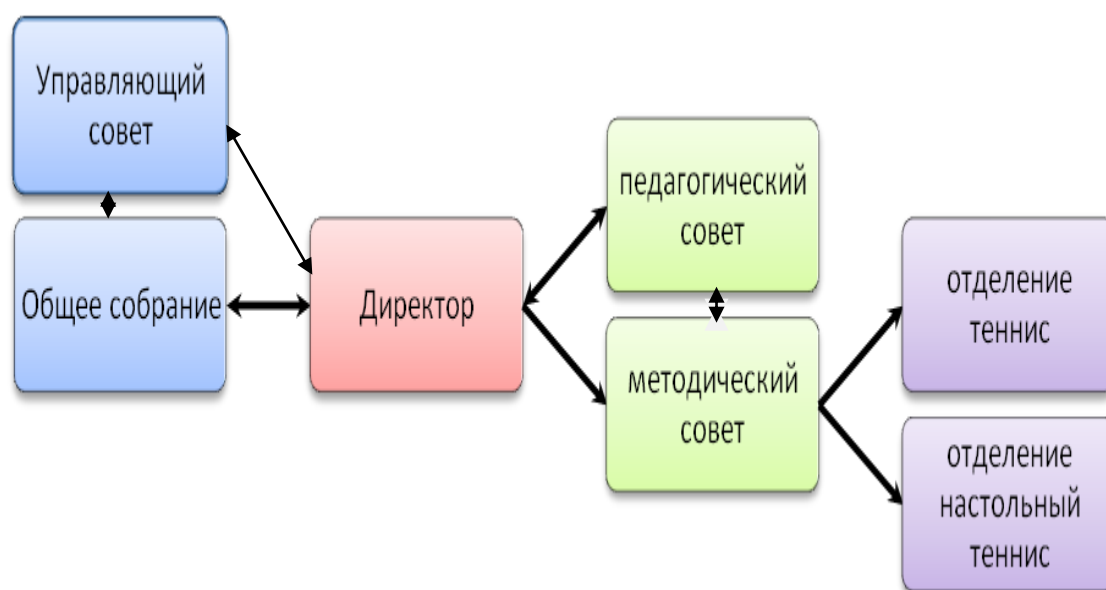 Управляющий
совет
Общее собрание
Директор
педагогический
совет
методический
совет
отделение
теннис
отделение
настольный
теннис